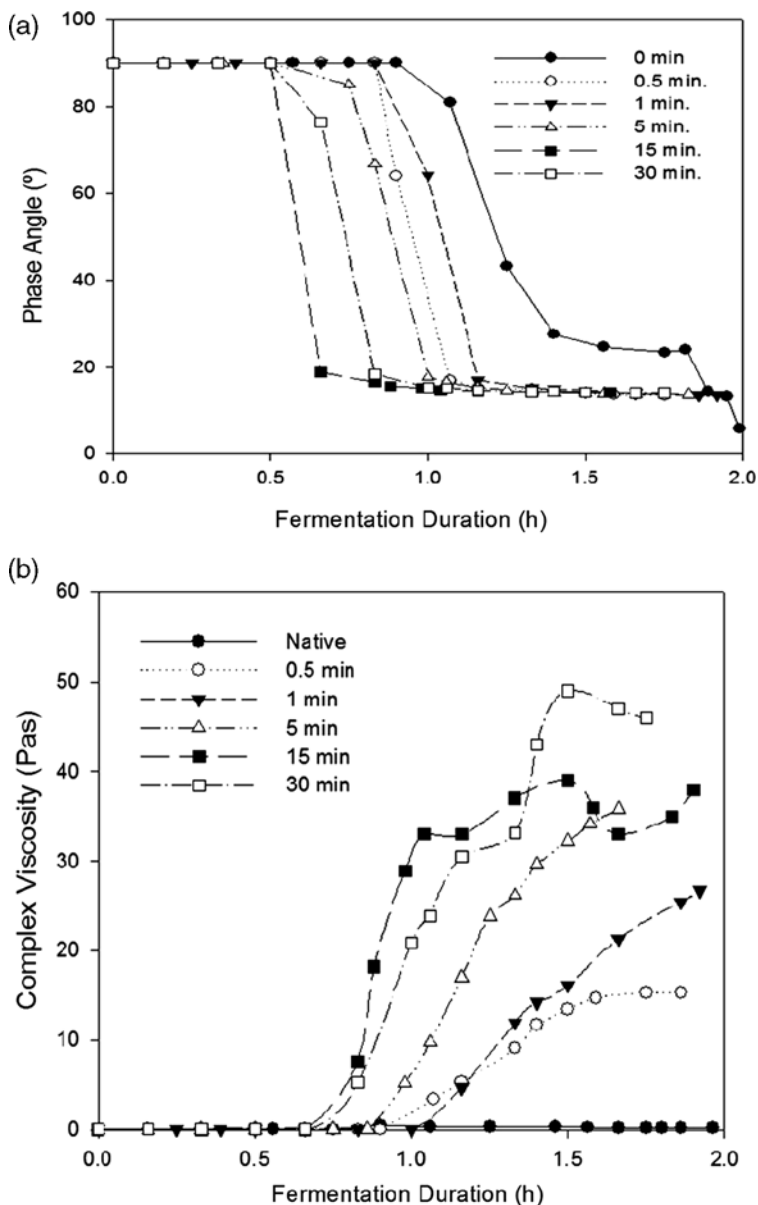 (a)
100
80
60
40
20
0
Phase Angle (º)
0 min
0.5 min.
1 min.
5 min.
15 min.
30 min.
0.0 0.5 1.0 1.5 2.0
Fermentation Duration (h)
(b)
60
50
40
30
20
10
0
Complex Viscosity (Pas)
Native
0.5 min
1 min
5 min
15 min
30 min
0.0 0.5 1.0 1.5 2.0
Fermentation Duration (h)